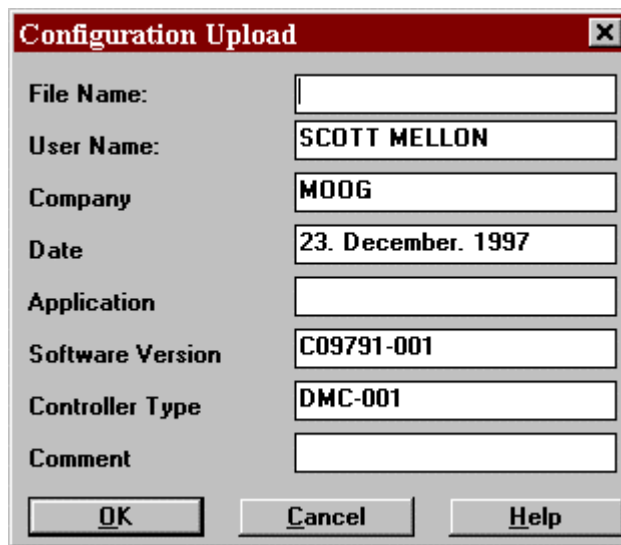 Configuration Upload
File Name:
User Name: SCOTT MELLON
Company MOOG
Date 23. December. 1997
Application
Software Version C09791-001
Controller Type DMC-001
Comment
OK Cancel Help